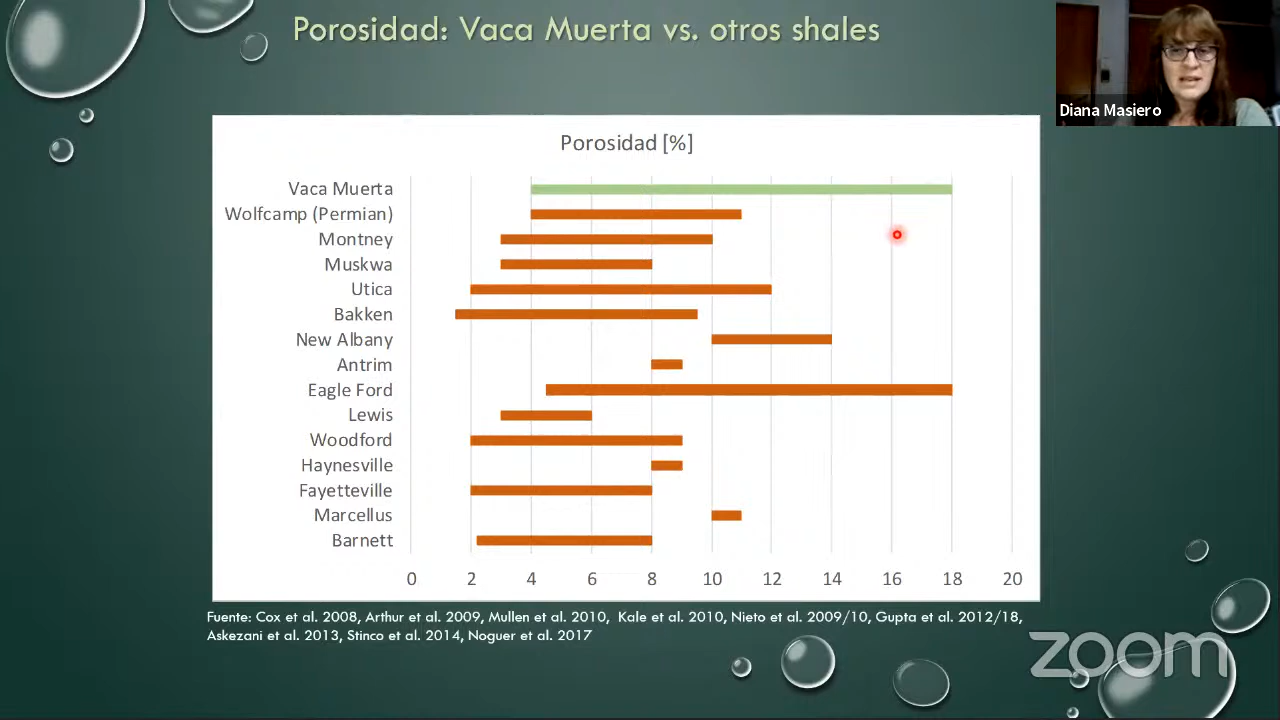 Porosidad: Vaca Muerta vs. otros shales
Diana Masiero
Porosidad [%]
Vaca Muerta
Wolfcamp (Permian)
Montney
Muskwa
Utica
Bakken
New Albany
Antrim
Eagle Ford
Lewis
Woodford
Haynesville
Fayetteville
Marcellus
Barnett
0 2 4 6 8 10 12 14 16 18 20
Fuente: Cox et al. 2008, Arthur et al. 2009, Mullen et al. 2010, Kale et al. 2010, Nieto et al. 2009/10, Gupta et al. 2012/18,
Askezani et al. 2013, Stinco et al. 2014, Noguer et al. 2017
zoom